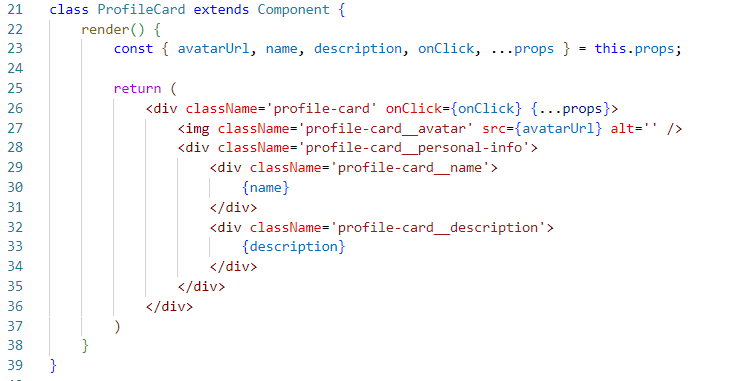 21 class ProfileCard extends Component {
22     render() {
23         const { avatarUrl, name, description, onClick, ...props } = this.props;
24
25         return (
26             <div className='profile-card' onClick={onClick} {...props}>
27                 <img className='profile-card__avatar' src={avatarUrl} alt='' />
28                 <div className='profile-card__personal-info'>
29                     <div className='profile-card__name'>
30                         {name}
31                     </div>
32                     <div className='profile-card__description'>
33                         {description}
34                     </div>
35                 </div>
36             </div>
37         )
38     }
39 }